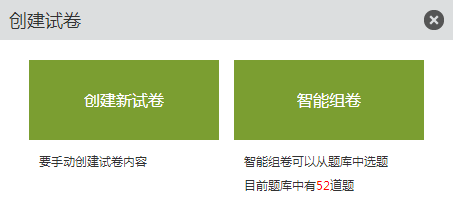 创建试卷
创建新试卷
智能组卷
要手动创建试卷内容
智能组卷可以从题库中选题
目前题库中有52道题